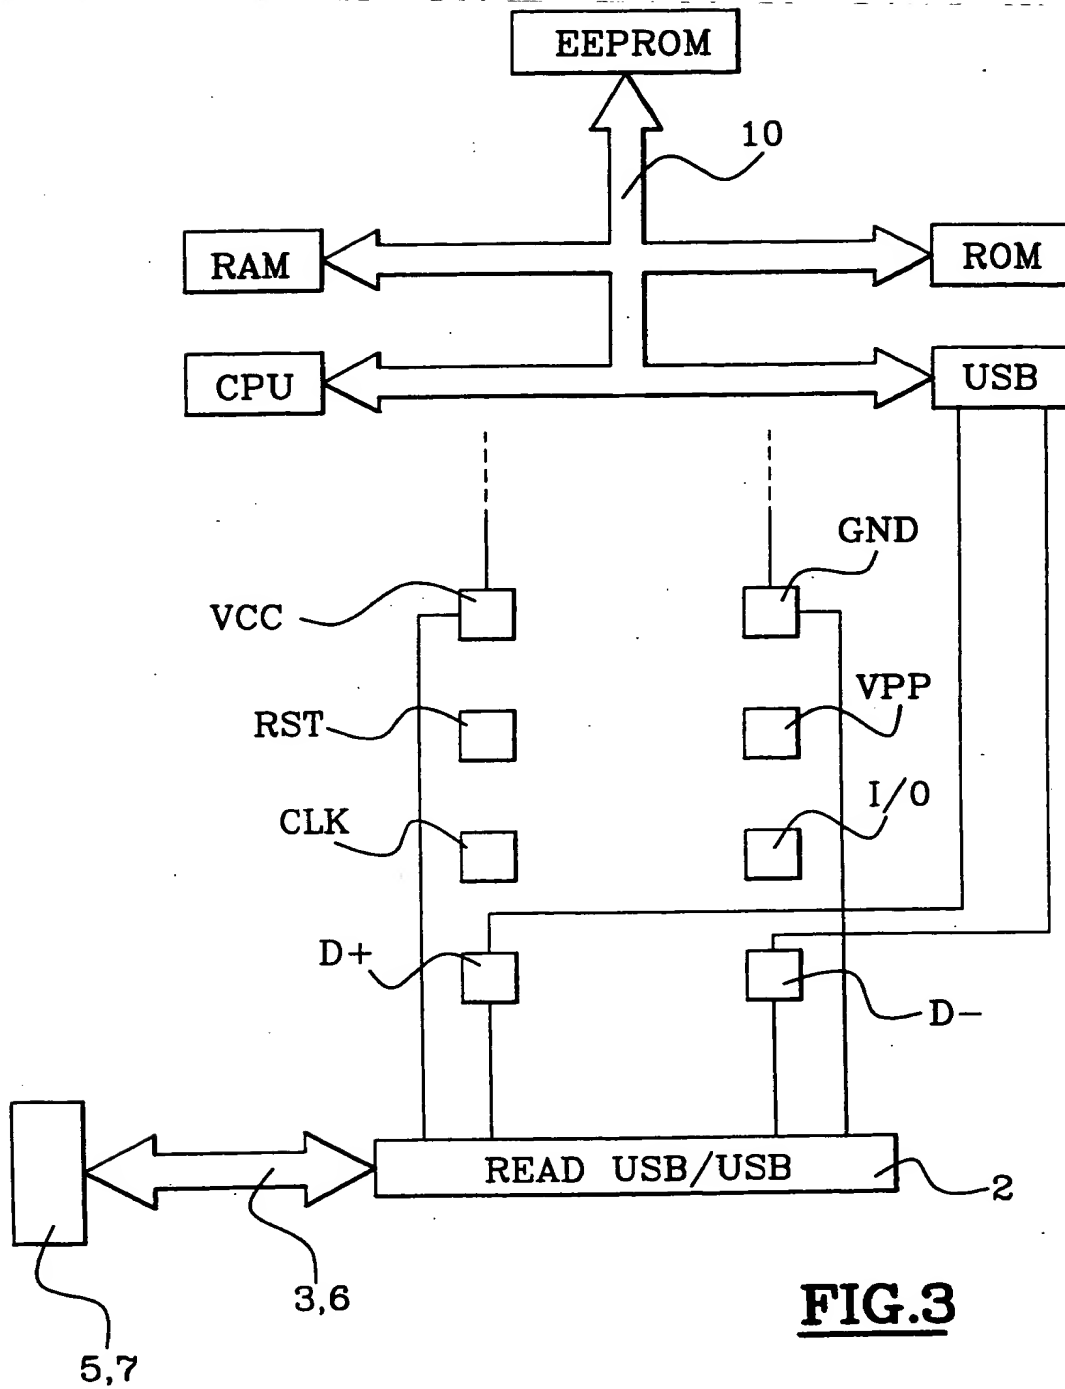 EEPROM
10
RAM
ROM
CPU
USB
GND
VCC
VPP
RST
I/O
CLK
D+
D-
READ USB/USB
2
3,6
FIG.3
5,7